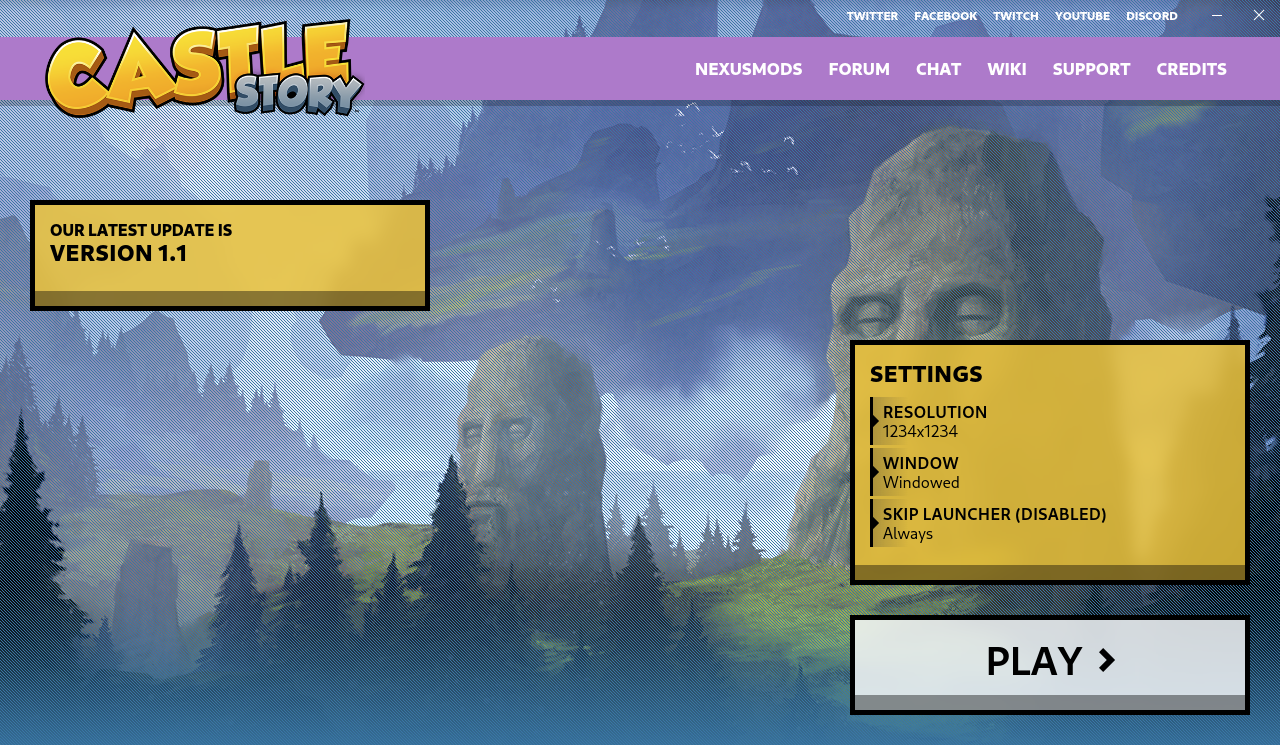 TWITTER FACEBOOK TWITCH YOUTUBE DISCORD
CASTLE
STORY
NEXUSMODS FORUM CHAT WIKI SUPPORT CREDITS
OUR LATEST UPDATE IS
VERSION 1.1
SETTINGS
RESOLUTION
1234x1234
WINDOW
Windowed
SKIP LAUNCHER (DISABLED)
Always
PLAY